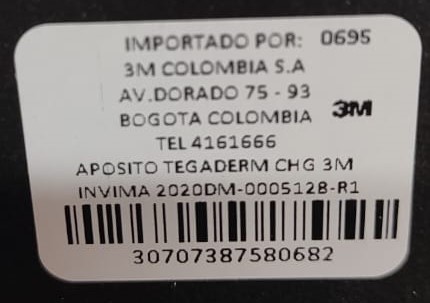 IMPORTADO POR: 0695
3M COLOMBIA S.A
AV.DORADO 75 - 93
BOGOTA COLOMBIA 3M
TEL 4161666
APOSITO TEGADERM CHG 3M
INVIMA 2020DM-0005128-R1
30707387580682